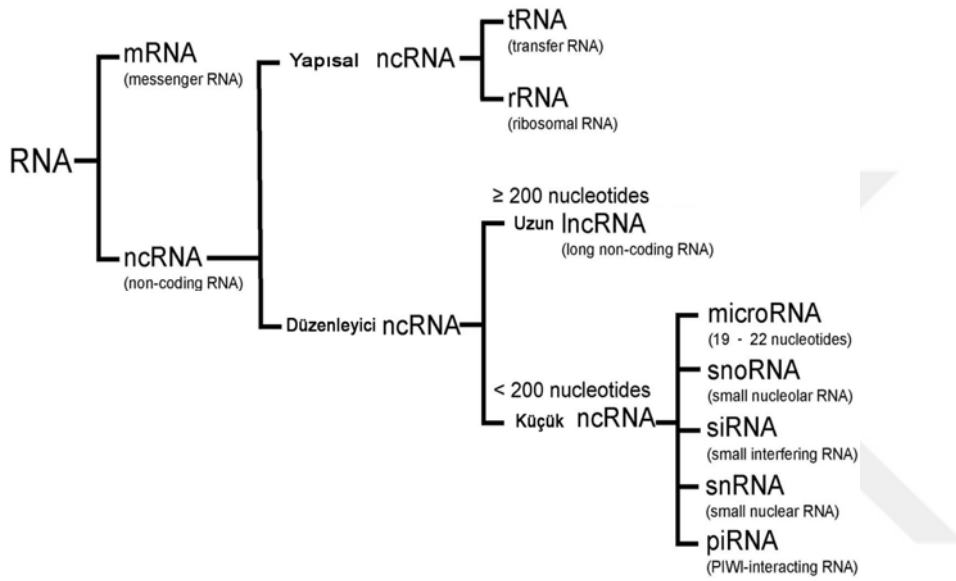 RNA
mRNA
(messenger RNA)
ncRNA
(non-coding RNA)
Yapısal ncRNA
tRNA
(transfer RNA)
rRNA
(ribosomal RNA)
Düzenleyici ncRNA
≥ 200 nucleotides
Uzun lncRNA
(long non-coding RNA)
< 200 nucleotides
Küçük ncRNA
microRNA
(19 - 22 nucleotides)
snoRNA
(small nucleolar RNA)
siRNA
(small interfering RNA)
snRNA
(small nuclear RNA)
piRNA
(PIWI-interacting RNA)